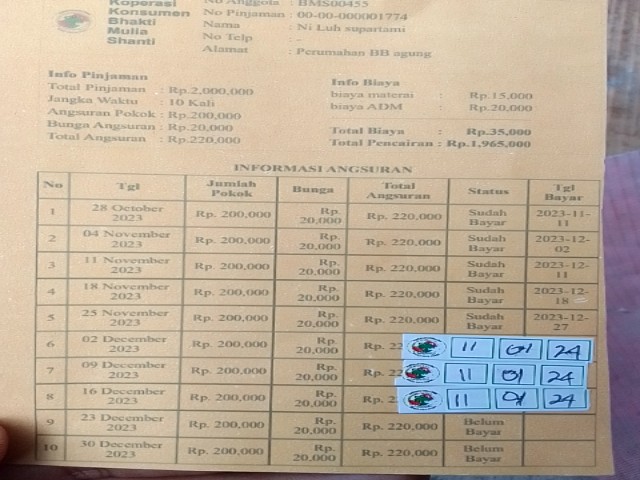 Koperasi
Konsumen
Bhakti
Mulia
Shanti
No Anggota : BMS00455
No Pinjaman : 00-00-000001774
Nama : Ni Luh supartami
No Telp : -
Alamat : Perumahan BB agung
Info Pinjaman
Total Pinjaman : Rp.2,000,000
Jangka Waktu : 10 Kali
Angsuran Pokok : Rp.200,000
Bunga Angsuran : Rp.20,000
Total Angsuran : Rp.220,000
Info Biaya
biaya materai : Rp.15,000
biaya ADM : Rp.20,000
Total Biaya : Rp.35,000
Total Pencairan : Rp.1,965,000
INFORMASI ANGSURAN
No Tgl Jumlah Pokok Bunga Total Angsuran Status Tgl Bayar
1 28 October 2023 Rp. 200,000 Rp. 20,000 Rp. 220,000 Sudah Bayar 2023-11-11
2 04 November 2023 Rp. 200,000 Rp. 20,000 Rp. 220,000 Sudah Bayar 2023-12-02
3 11 November 2023 Rp. 200,000 Rp. 20,000 Rp. 220,000 Sudah Bayar 2023-12-11
4 18 November 2023 Rp. 200,000 Rp. 20,000 Rp. 220,000 Sudah Bayar 2023-12-18
5 25 November 2023 Rp. 200,000 Rp. 20,000 Rp. 220,000 Sudah Bayar 2023-12-27
6 02 December 2023 Rp. 200,000 Rp. 20,000 Rp. 22 11 01 24
7 09 December 2023 Rp. 200,000 Rp. 20,000 Rp. 22 11 01 24
8 16 December 2023 Rp. 200,000 Rp. 20,000 Rp. 2 11 01 24
9 23 December 2023 Rp. 200,000 Rp. 20,000 Rp. 220,000 Belum Bayar
10 30 December 2023 Rp. 200,000 Rp. 20,000 Rp. 220,000 Belum Bayar